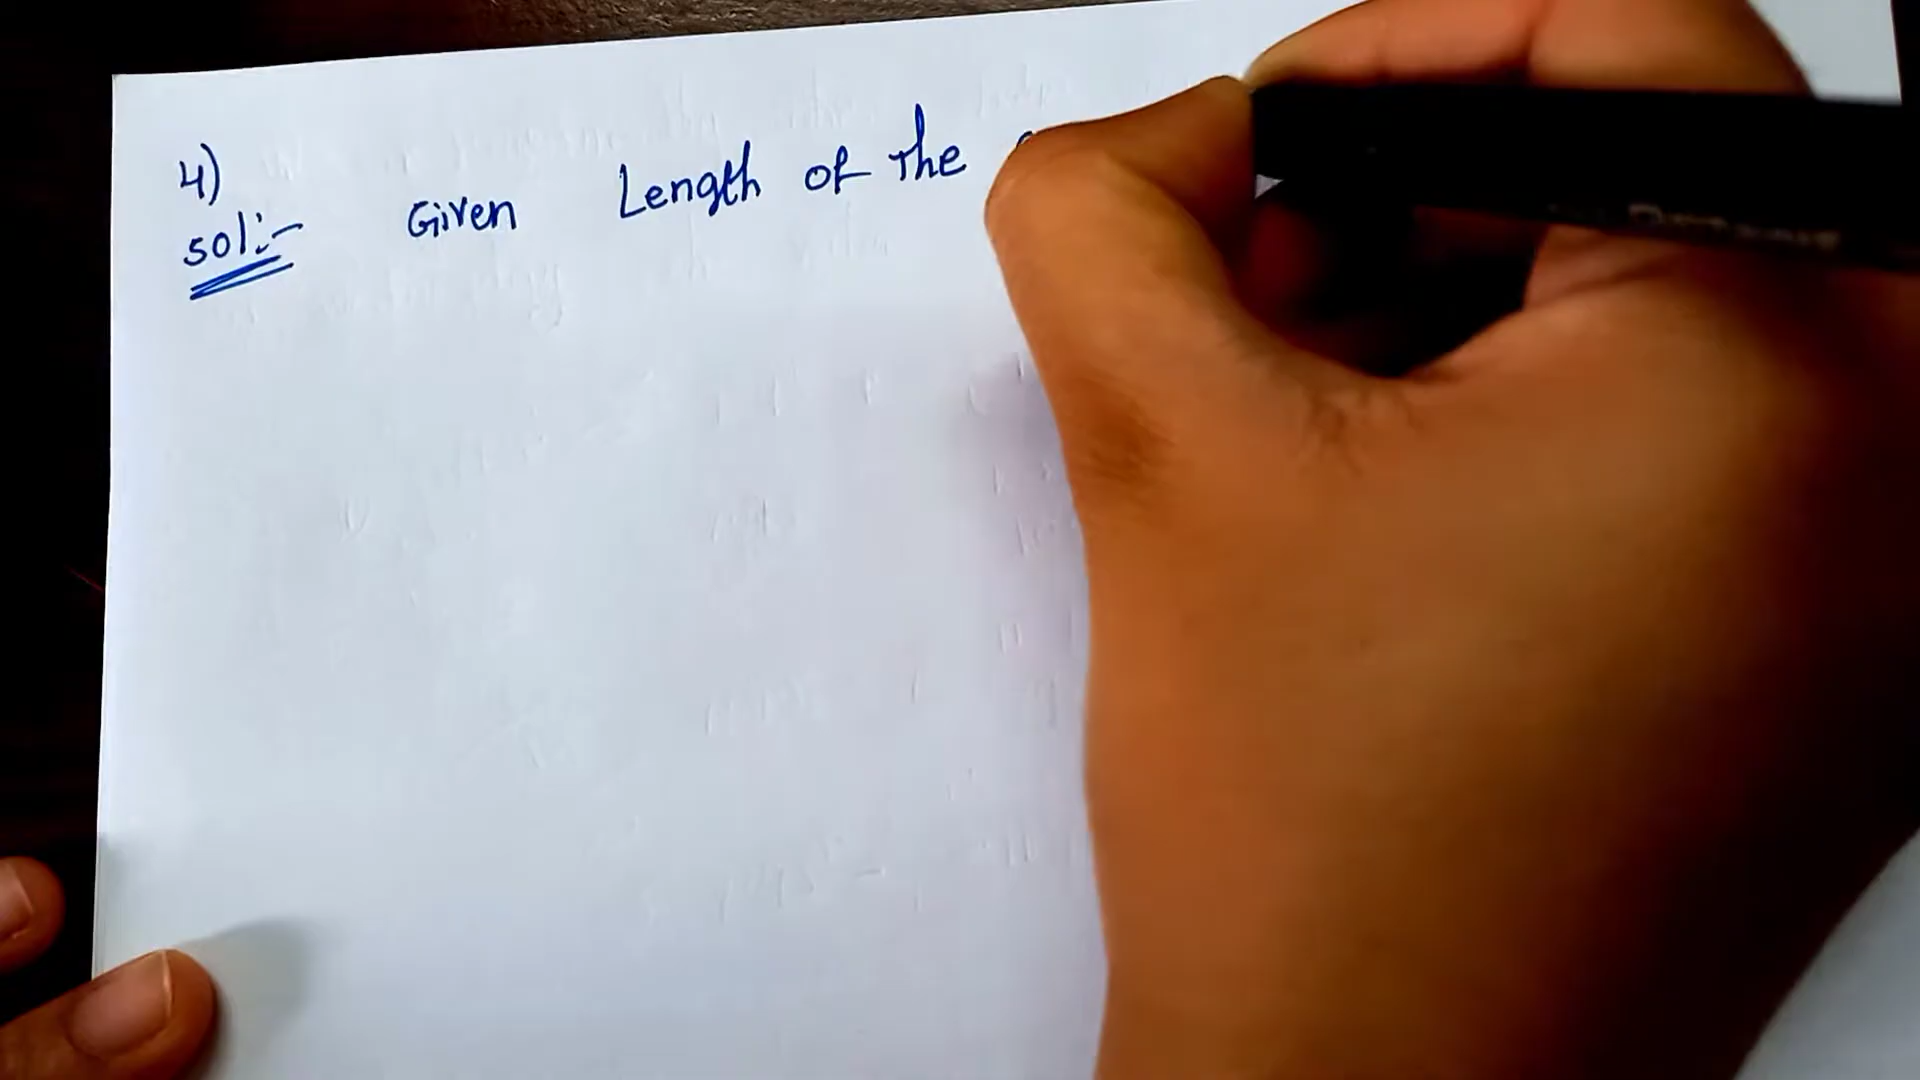 4)
sol:- Given Length of the